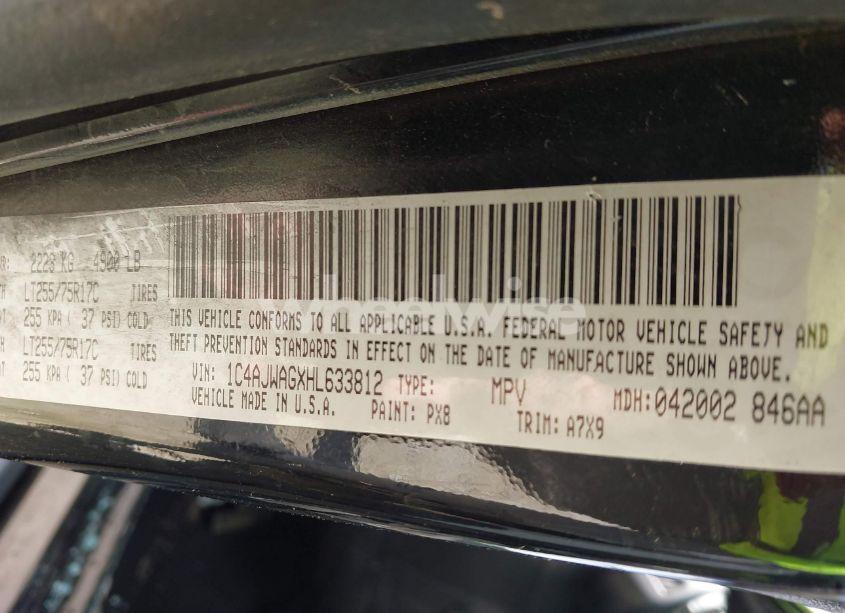 R: 2223 KG 4900 LB
H LT255/75R17C TIRES
AT 255 KPA ( 37 PSI) COLD
H LT255/75R17C TIRES
255 KPA ( 37 PSI) COLD
THIS VEHICLE CONFORMS TO ALL APPLICABLE U.S.A. FEDERAL MOTOR VEHICLE SAFETY AND
THEFT PREVENTION STANDARDS IN EFFECT ON THE DATE OF MANUFACTURE SHOWN ABOVE.
VIN: 1C4AJWAGXHL633812 TYPE: MPV MDH: 042002 846AA
VEHICLE MADE IN U.S.A. PAINT: PX8 TRIM: A7X9
wheelwise